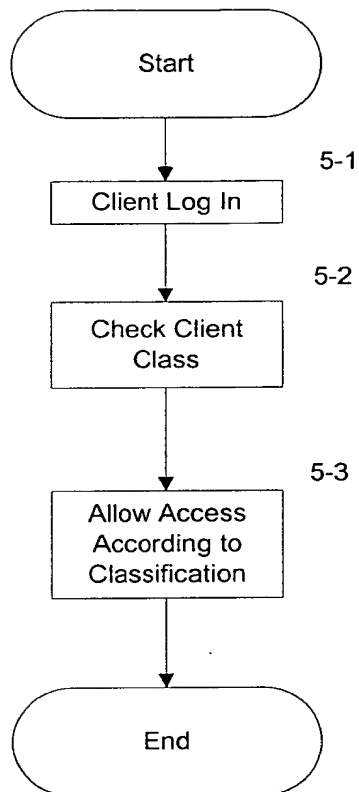 Start
5-1
Client Log In
5-2
Check Client
Class
5-3
Allow Access
According to
Classification
End